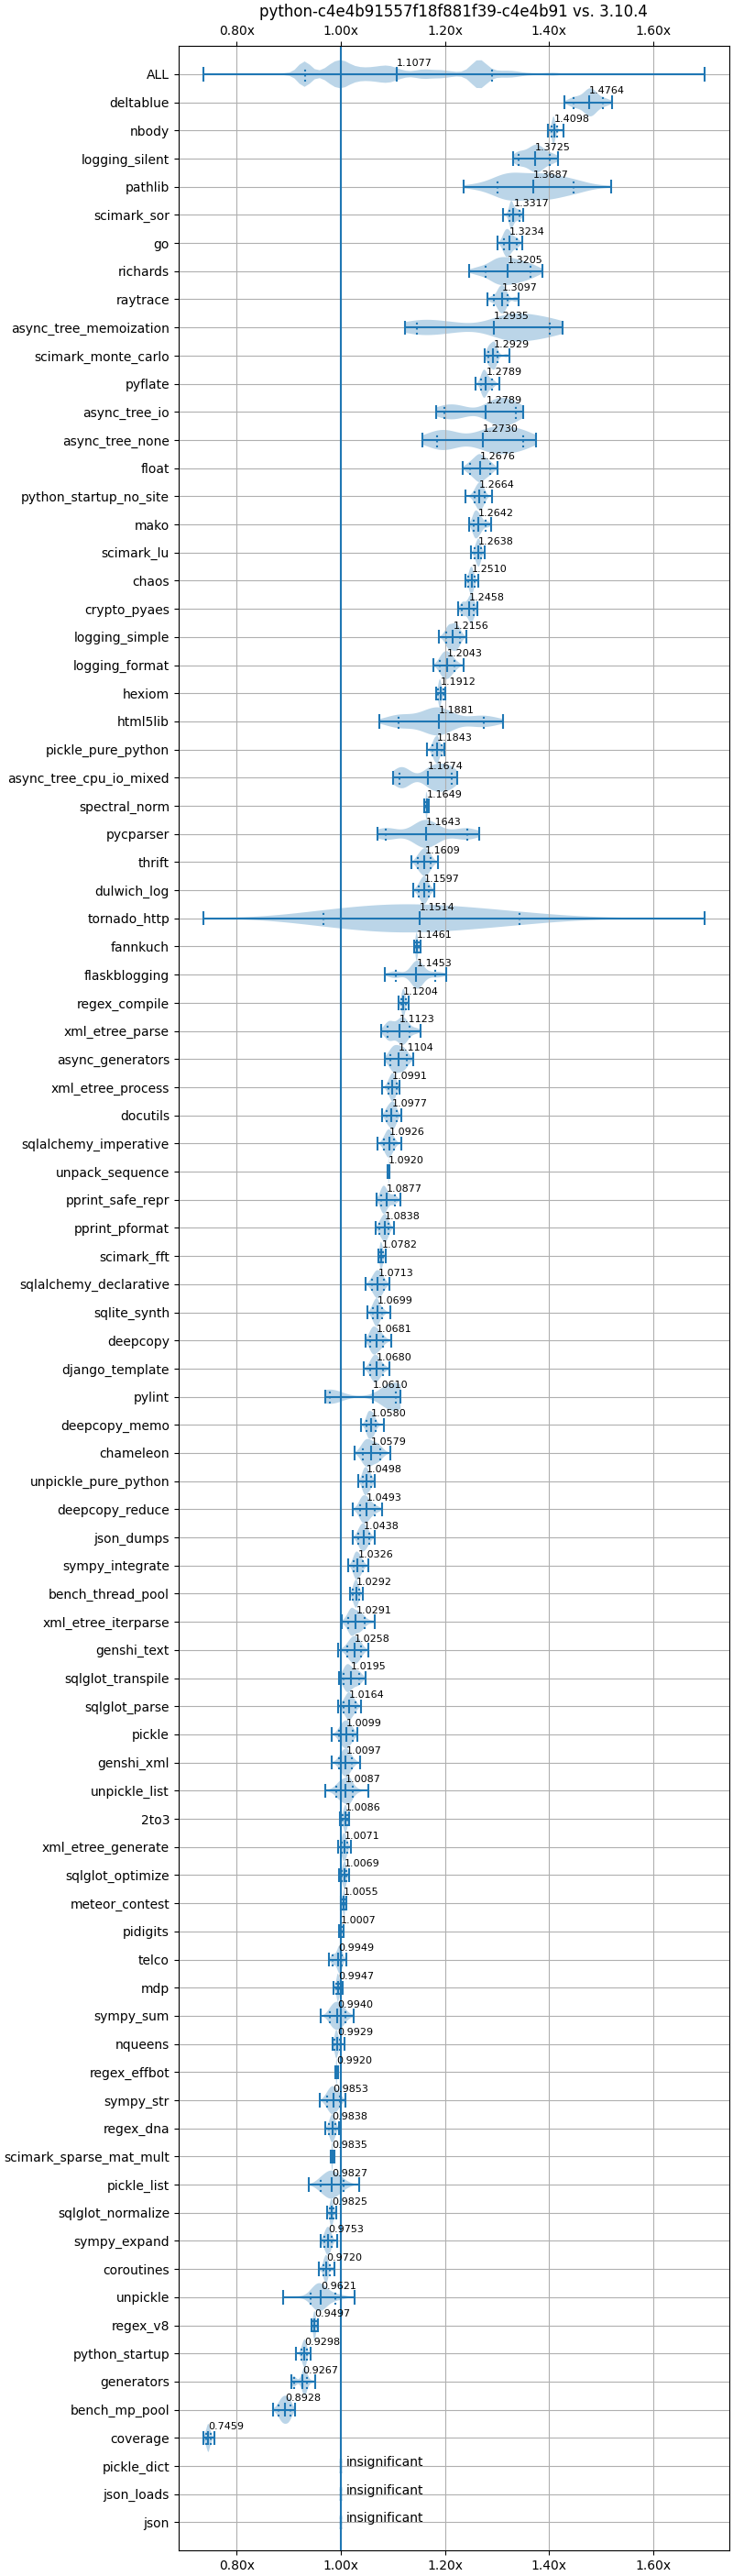 python-c4e4b91557f18f881f39-c4e4b91 vs. 3.10.4
0.80x 1.00x 1.20x 1.40x 1.60x
ALL 1.1077
deltablue 1.4764
nbody 1.4098
logging_silent 1.3725
pathlib 1.3687
scimark_sor 1.3317
go 1.3234
richards 1.3205
raytrace 1.3097
async_tree_memoization 1.2935
scimark_monte_carlo 1.2929
pyflate 1.2789
async_tree_io 1.2789
async_tree_none 1.2730
float 1.2676
python_startup_no_site 1.2664
mako 1.2642
scimark_lu 1.2638
chaos 1.2510
crypto_pyaes 1.2458
logging_simple 1.2156
logging_format 1.2043
hexiom 1.1912
html5lib 1.1881
pickle_pure_python 1.1843
async_tree_cpu_io_mixed 1.1674
spectral_norm 1.1649
pycparser 1.1643
thrift 1.1609
dulwich_log 1.1597
tornado_http 1.1514
fannkuch 1.1461
flaskblogging 1.1453
regex_compile 1.1204
xml_etree_parse 1.1123
async_generators 1.1104
xml_etree_process 1.0991
docutils 1.0977
sqlalchemy_imperative 1.0926
unpack_sequence 1.0920
pprint_safe_repr 1.0877
pprint_pformat 1.0838
scimark_fft 1.0782
sqlalchemy_declarative 1.0713
sqlite_synth 1.0699
deepcopy 1.0681
django_template 1.0680
pylint 1.0610
deepcopy_memo 1.0580
chameleon 1.0579
unpickle_pure_python 1.0498
deepcopy_reduce 1.0493
json_dumps 1.0438
sympy_integrate 1.0326
bench_thread_pool 1.0292
xml_etree_iterparse 1.0291
genshi_text 1.0258
sqlglot_transpile 1.0195
sqlglot_parse 1.0164
pickle 1.0099
genshi_xml 1.0097
unpickle_list 1.0087
2to3 1.0086
xml_etree_generate 1.0071
sqlglot_optimize 1.0069
meteor_contest 1.0055
pidigits 1.0007
telco 0.9949
mdp 0.9947
sympy_sum 0.9940
nqueens 0.9929
regex_effbot 0.9920
sympy_str 0.9853
regex_dna 0.9838
scimark_sparse_mat_mult 0.9835
pickle_list 0.9827
sqlglot_normalize 0.9825
sympy_expand 0.9753
coroutines 0.9720
unpickle 0.9621
regex_v8 0.9497
python_startup 0.9298
generators 0.9267
bench_mp_pool 0.8928
coverage 0.7459
pickle_dict insignificant
json_loads insignificant
json insignificant
0.80x 1.00x 1.20x 1.40x 1.60x